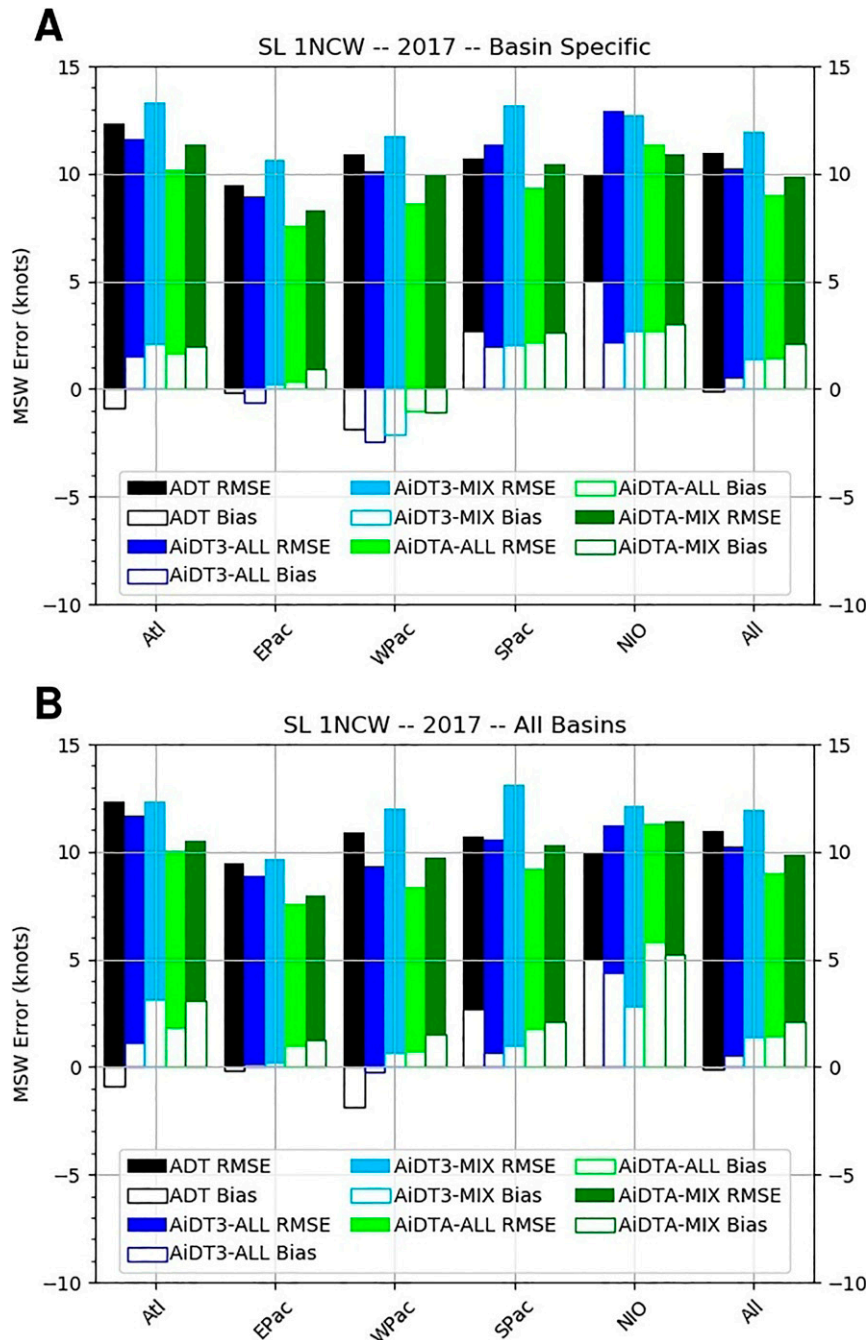 A
SL 1NCW -- 2017 -- Basin Specific
15
15
10
10
5
5
0
0
−5
−5
−10
−10
MSW Error (knots)
ADT RMSE
ADT Bias
AiDT3-ALL RMSE
AiDT3-ALL Bias
AiDT3-MIX RMSE
AiDT3-MIX Bias
AiDTA-ALL RMSE
AiDTA-ALL Bias
AiDTA-MIX RMSE
AiDTA-MIX Bias
Atl
EPac
WPac
SPac
NIO
All
B
SL 1NCW -- 2017 -- All Basins
15
15
10
10
5
5
0
0
−5
−5
−10
−10
MSW Error (knots)
ADT RMSE
ADT Bias
AiDT3-ALL RMSE
AiDT3-ALL Bias
AiDT3-MIX RMSE
AiDT3-MIX Bias
AiDTA-ALL RMSE
AiDTA-ALL Bias
AiDTA-MIX RMSE
AiDTA-MIX Bias
Atl
EPac
WPac
SPac
NIO
All